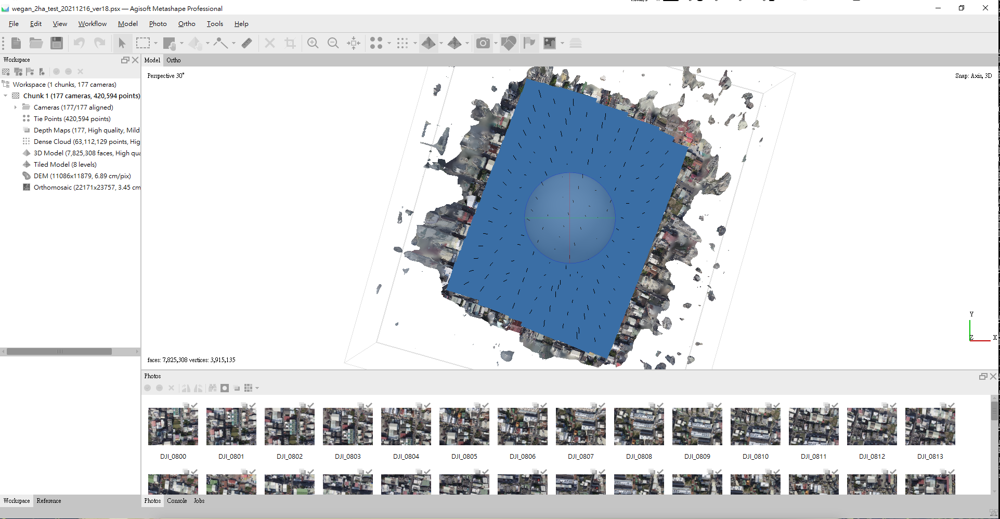 wegan_2ha_test_20211216_ver18.psx — Agisoft Metashape Professional
File Edit View Workflow Model Photo Ortho Tools Help
Workspace
Workspace (1 chunks, 177 cameras)
Chunk 1 (177 cameras, 420,594 points)
Cameras (177/177 aligned)
Tie Points (420,594 points)
Depth Maps (177, High quality, Mild
Dense Cloud (63,112,129 points, Hig
3D Model (7,825,308 faces, High qua
Tiled Model (8 levels)
DEM (11086x11879, 6.89 cm/pix)
Orthomosaic (22171x23757, 3.45 cm
Workspace Reference
Model Ortho
Perspective 30°
Snap: Axis, 3D
Y
Z X
faces: 7,825,308 vertices: 3,915,135
Photos
DJI_0800 DJI_0801 DJI_0802 DJI_0803 DJI_0804 DJI_0805 DJI_0806 DJI_0807 DJI_0808 DJI_0809 DJI_0810 DJI_0811 DJI_0812 DJI_0813
Photos Console Jobs